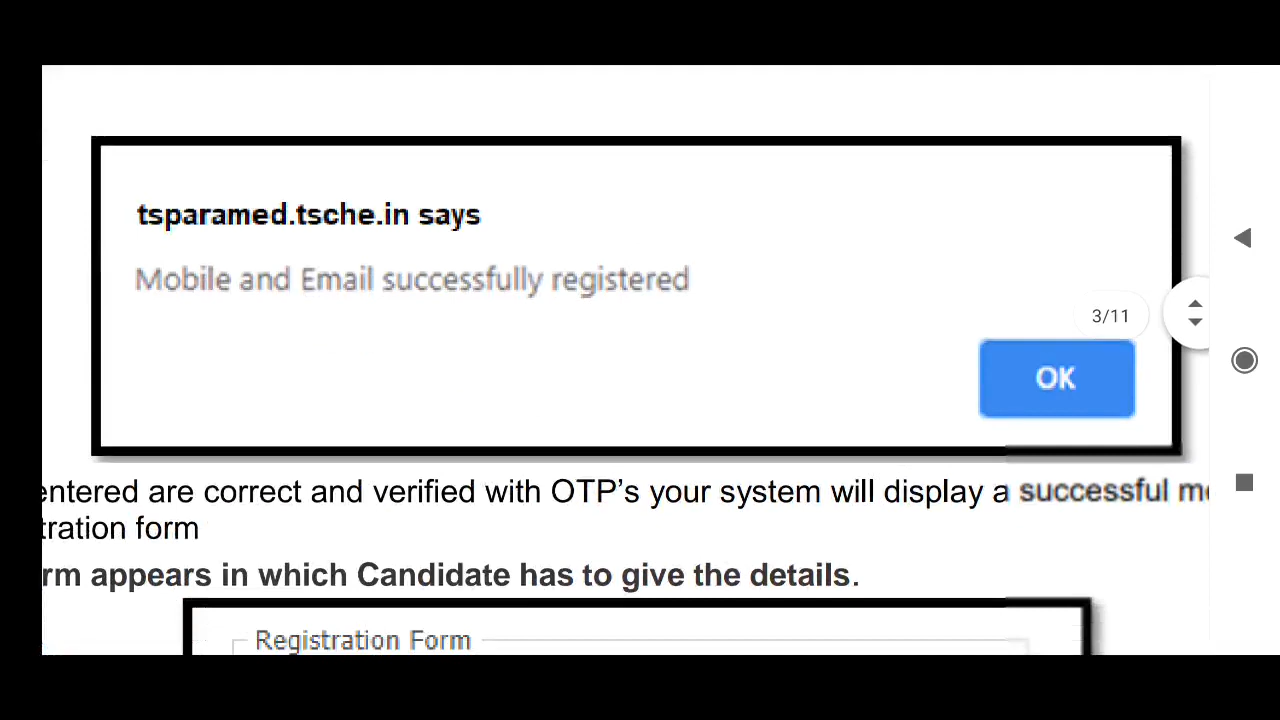 tsparamed.tsche.in says
Mobile and Email successfully registered
3/11
OK
entered are correct and verified with OTP’s your system will display a successful
tration form
rm appears in which Candidate has to give the details.
Registration Form